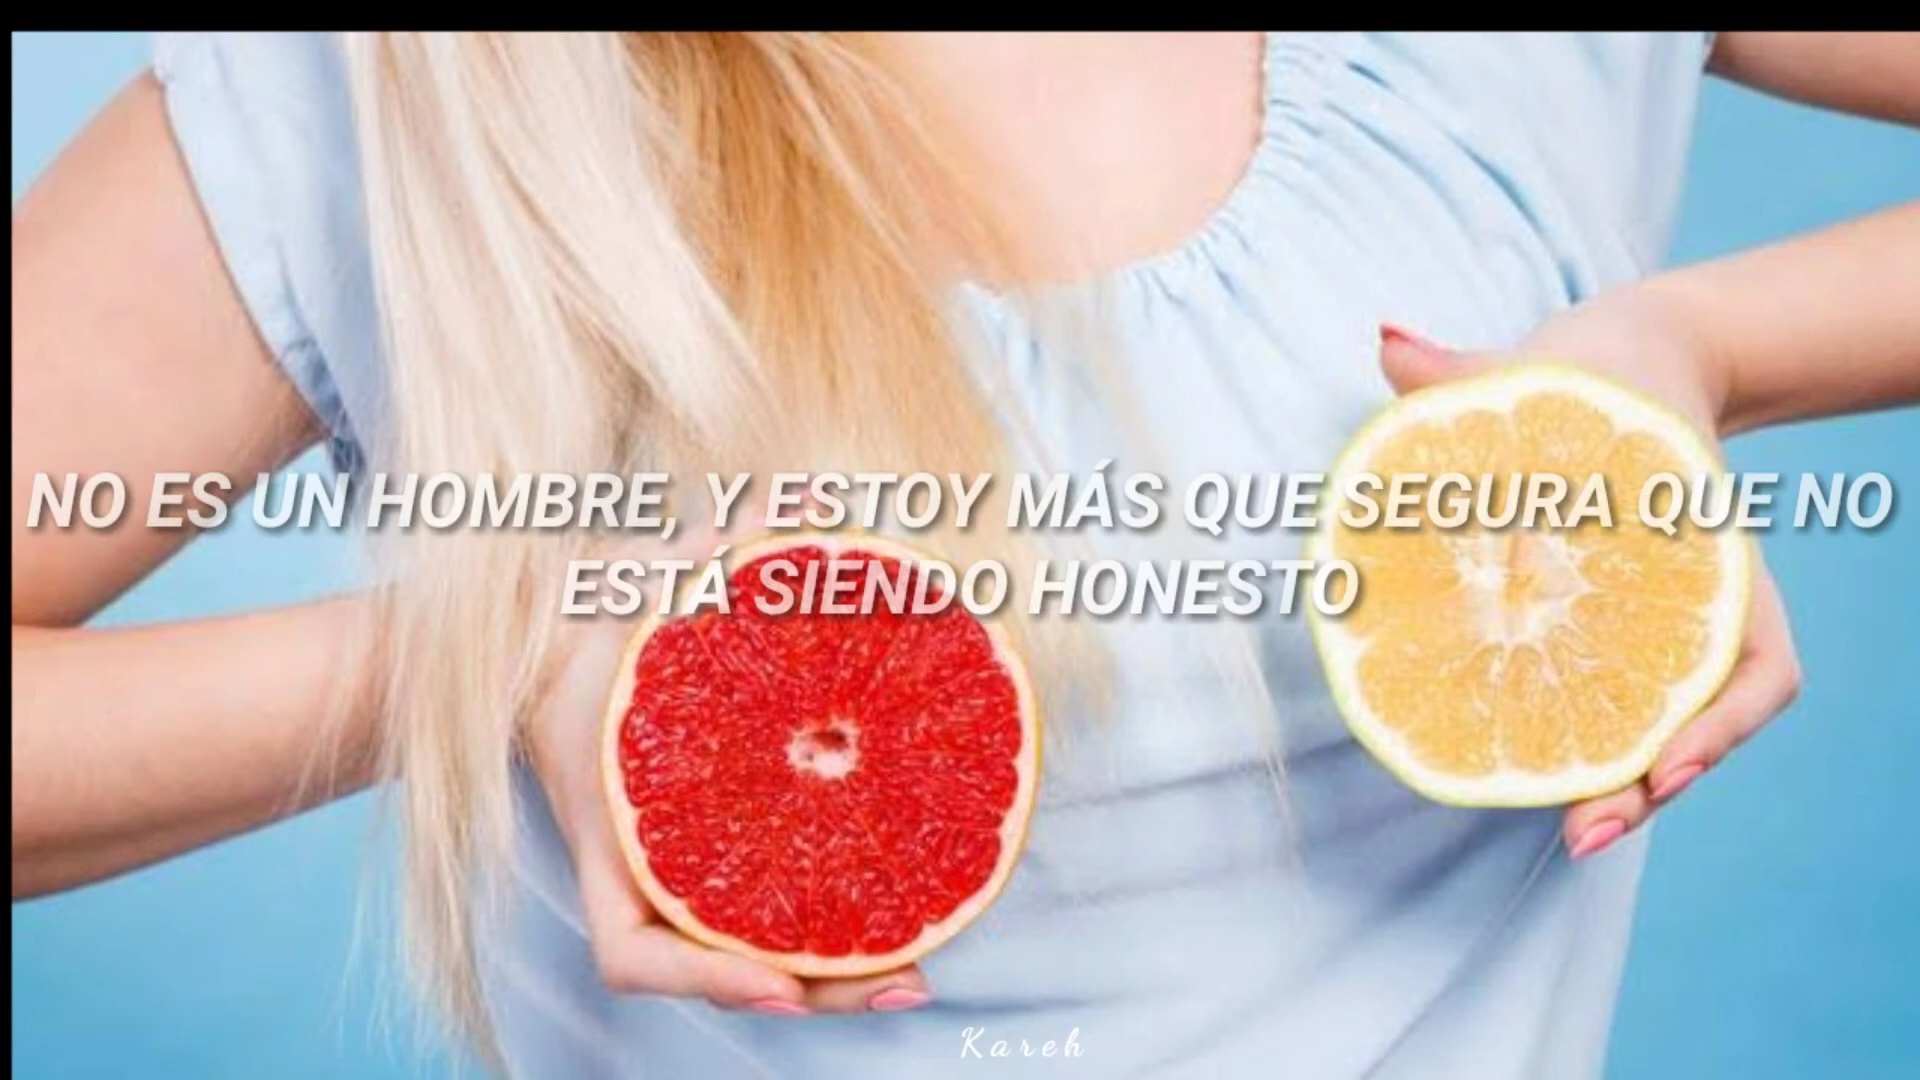 NO ES UN HOMBRE, Y ESTOY MÁS QUE SEGURA QUE NO
ESTÁ SIENDO HONESTO
Kareh